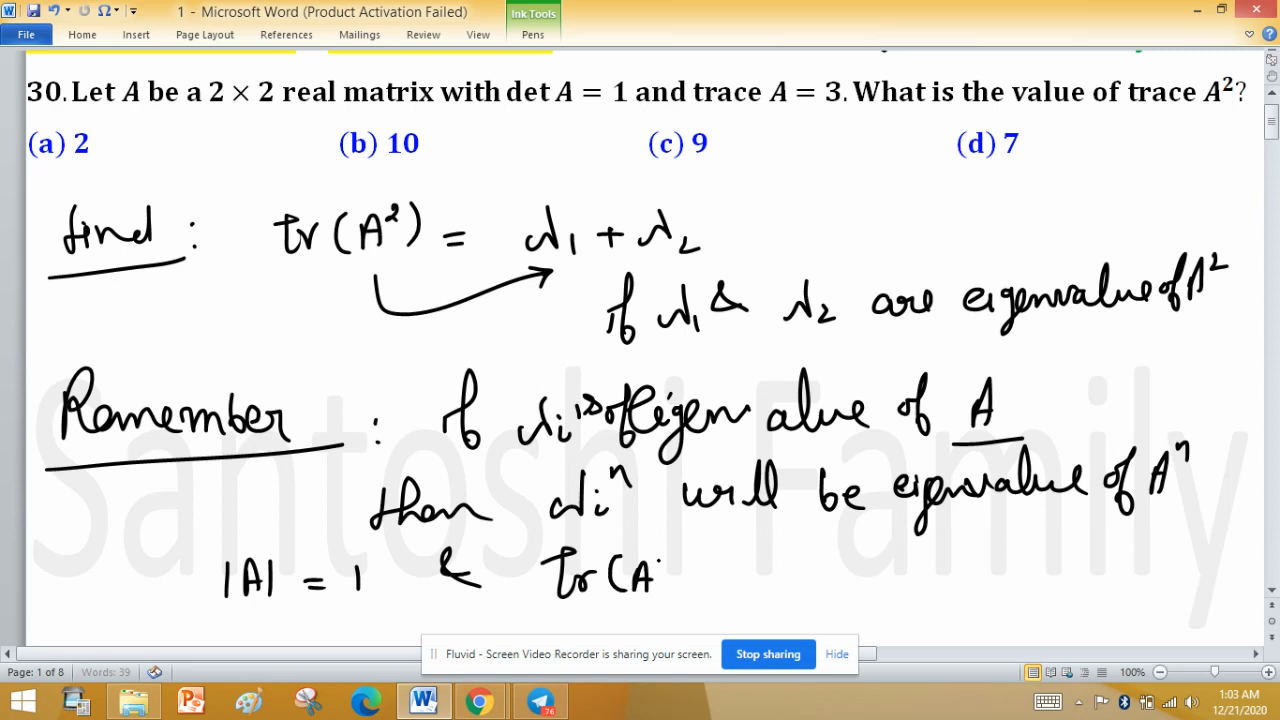 1 - Microsoft Word (Product Activation Failed)
Ink Tools
File Home Insert Page Layout References Mailings Review View Pens
30. Let A be a 2 × 2 real matrix with det A = 1 and trace A = 3. What is the value of trace A²?
(a) 2 (b) 10 (c) 9 (d) 7
find : tr(A²) = λ₁ + λ₂
if λ₁ & λ₂ are eigenvalue of A²
Remember : if λi is of Eigen value of A
then λiⁿ will be eigenvalue of Aⁿ
|A| = 1 & tr(A
Santoshi Family
Fluvid - Screen Video Recorder is sharing your screen. Stop sharing Hide
Page: 1 of 8 Words: 39 100%
76
1:03 AM
12/21/2020